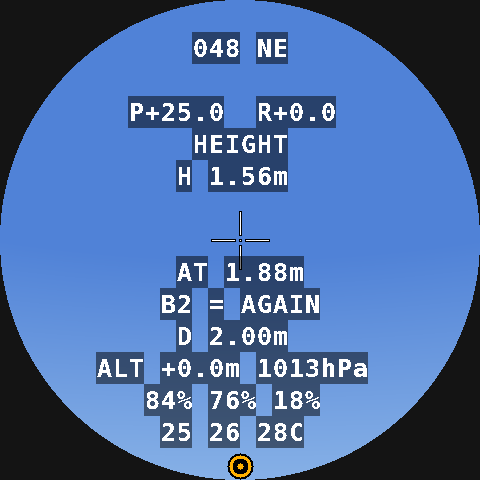 048 NE
P+25.0 R+0.0
HEIGHT
H 1.56m
AT 1.88m
B2 = AGAIN
D 2.00m
ALT +0.0m 1013hPa
84% 76% 18%
25 26 28C